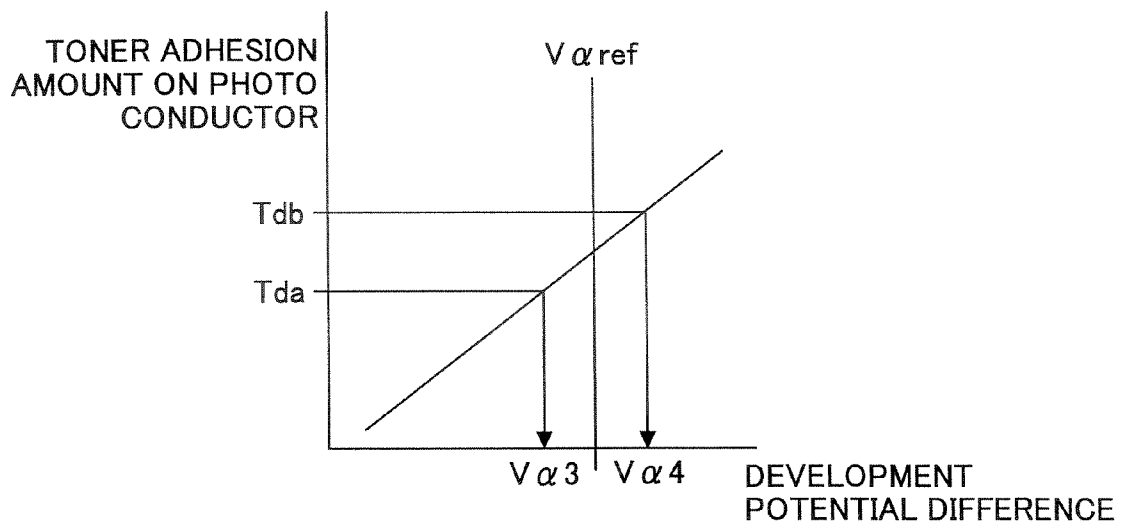 TONER ADHESION
AMOUNT ON PHOTO
CONDUCTOR
Vαref
Tdb
Tda
Vα3
Vα4
DEVELOPMENT
POTENTIAL DIFFERENCE